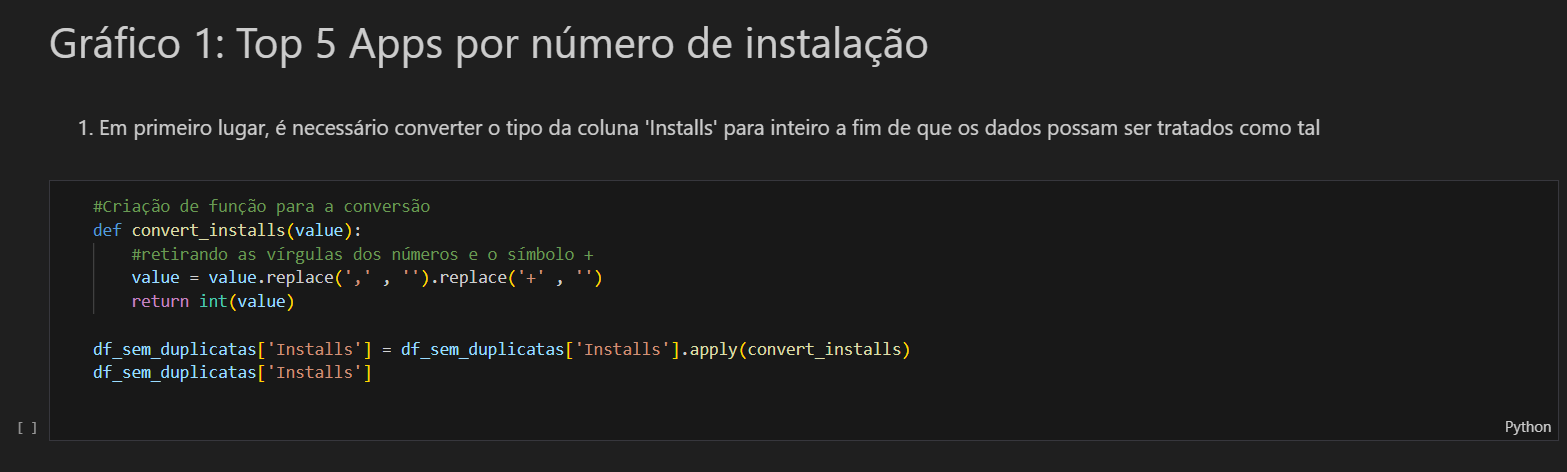 Gráfico 1: Top 5 Apps por número de instalação
1. Em primeiro lugar, é necessário converter o tipo da coluna 'Installs' para inteiro a fim de que os dados possam ser tratados como tal
#Criação de função para a conversão
def convert_installs(value):
    #retirando as vírgulas dos números e o símbolo +
    value = value.replace(',' , '').replace('+' , '')
    return int(value)
df_sem_duplicatas['Installs'] = df_sem_duplicatas['Installs'].apply(convert_installs)
df_sem_duplicatas['Installs']
[ ]
Python